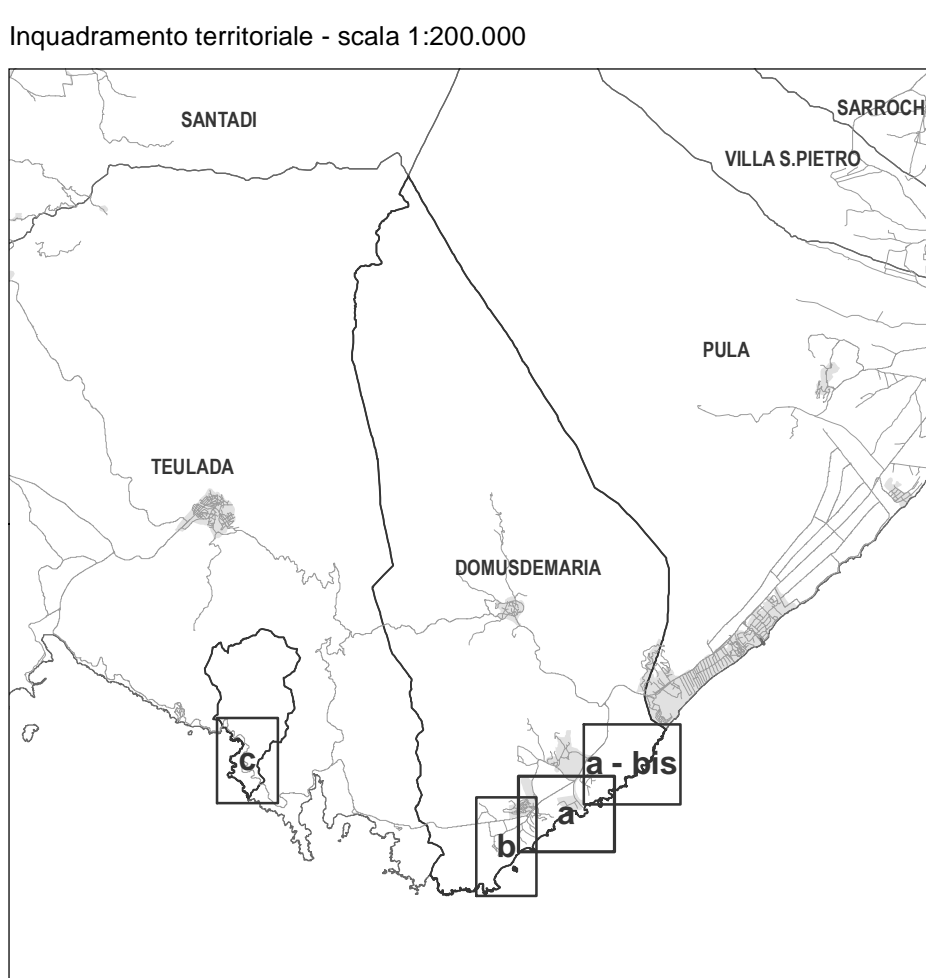 Inquadramento territoriale - scala 1:200.000
SARROCH
SANTADI
VILLA S.PIETRO
PULA
TEULADA
DOMUSDEMARIA
c
a - bis
a
b